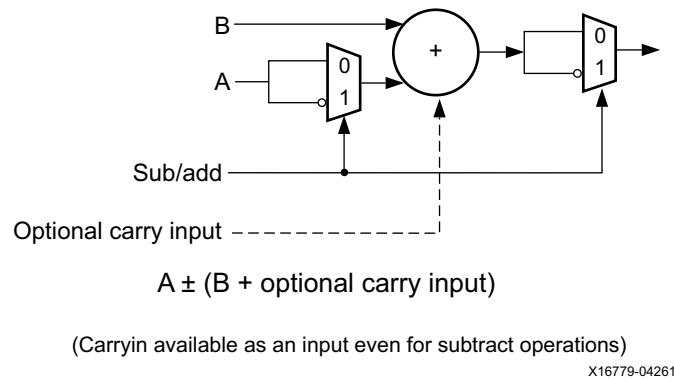 B
+
0
1
A
0
1
Sub/add
Optional carry input
A ± (B + optional carry input)
(Carryin available as an input even for subtract operations)
X16779-04261